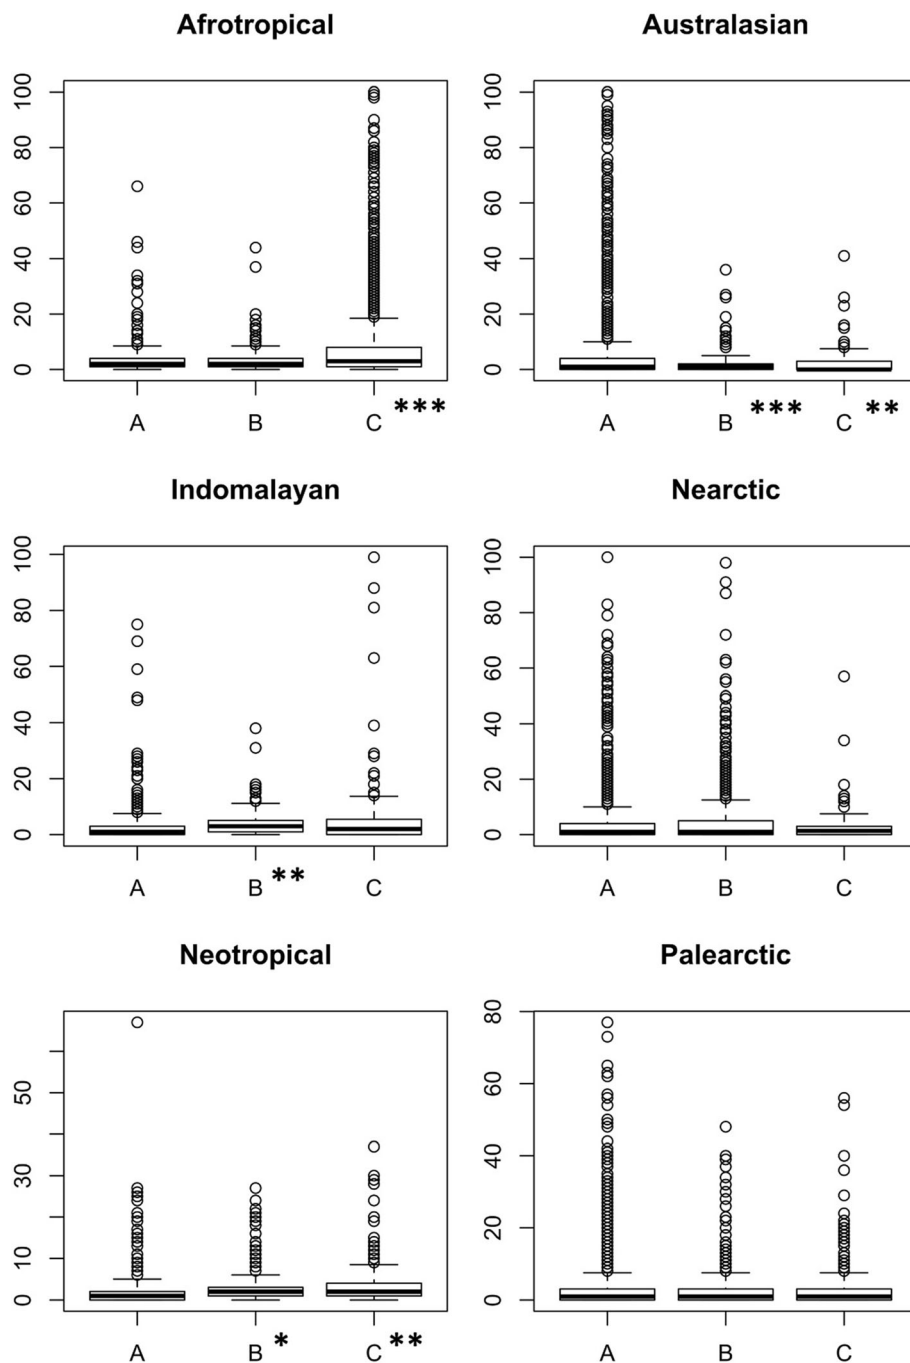 Afrotropical
100
80
60
40
20
0
A B C ***
Australasian
100
80
60
40
20
0
A B *** C **
Indomalayan
100
80
60
40
20
0
A B ** C
Nearctic
100
80
60
40
20
0
A B C
Neotropical
50
30
10
0
A B * C **
Palearctic
80
60
40
20
0
A B C